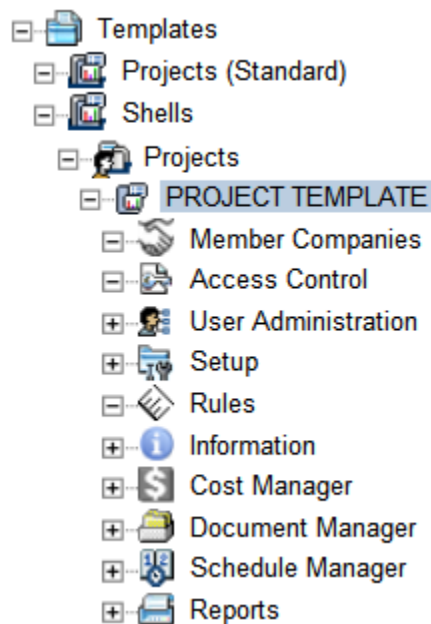 Templates
Projects (Standard)
Shells
Projects
PROJECT TEMPLATE
Member Companies
Access Control
User Administration
Setup
Rules
Information
Cost Manager
Document Manager
Schedule Manager
Reports